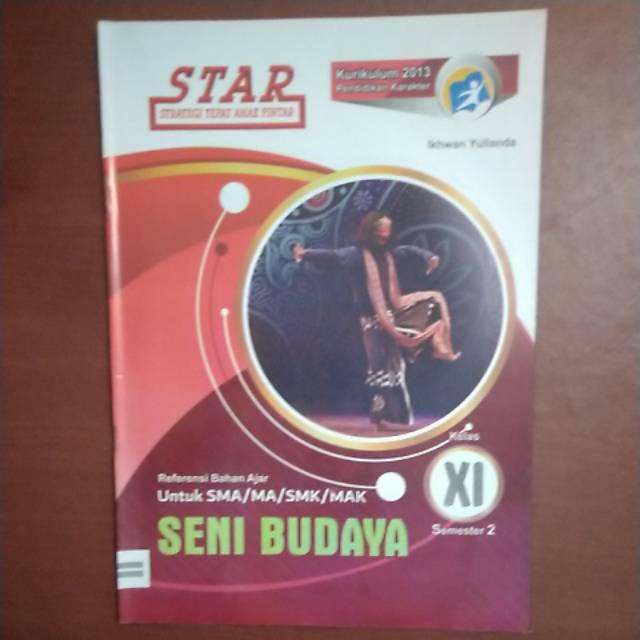 STAR
STRATEGI TEPAT ANAK PINTAR
Kurikulum 2013
Pendidikan Karakter
Ikhwan Yulianda
Kelas
XI
Semester 2
Referensi Bahan Ajar
Untuk SMA/MA/SMK/MAK
SENI BUDAYA